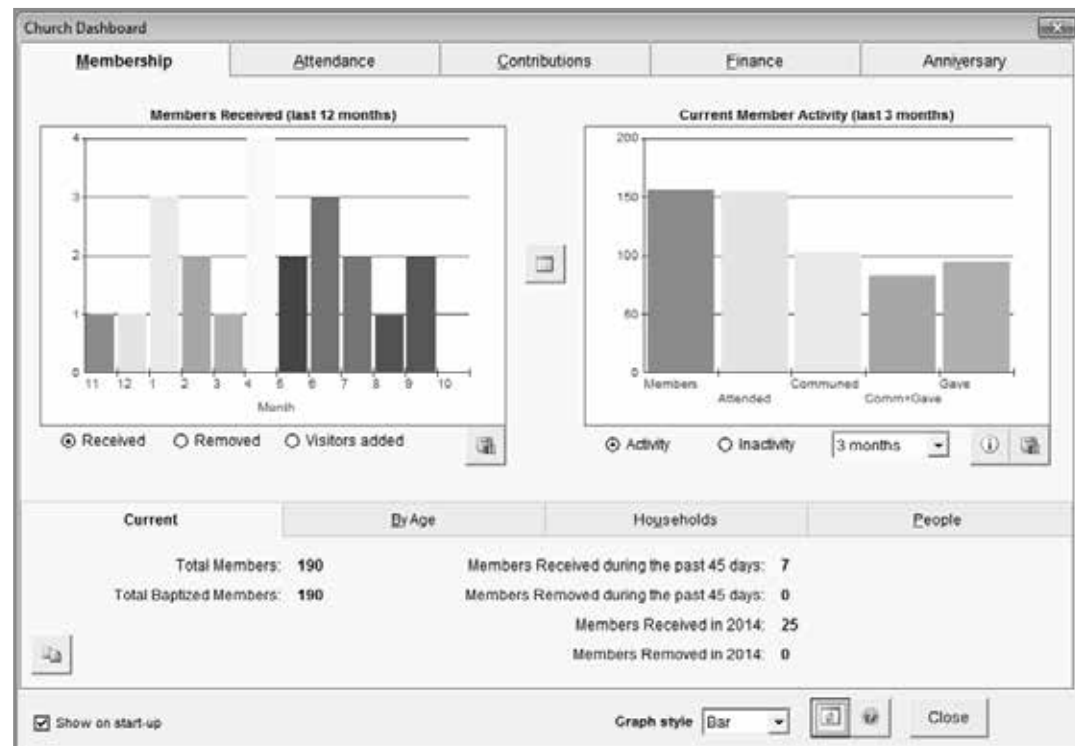 Church Dashboard
Membership Attendance Contributions Finance Anniversary
Members Received (last 12 months)
4
3
2
1
0
11 12 1 2 3 4 5 6 7 8 9 10
Month
Received Removed Visitors added
Current Member Activity (last 3 months)
200
150
100
50
0
Members Attended Communed Comm+Gave Gave
Activity Inactivity 3 months
Current By Age Households People
Total Members: 190
Total Baptized Members: 190
Members Received during the past 45 days: 7
Members Removed during the past 45 days: 0
Members Received in 2014: 25
Members Removed in 2014: 0
Show on start-up
Graph style Bar
Close